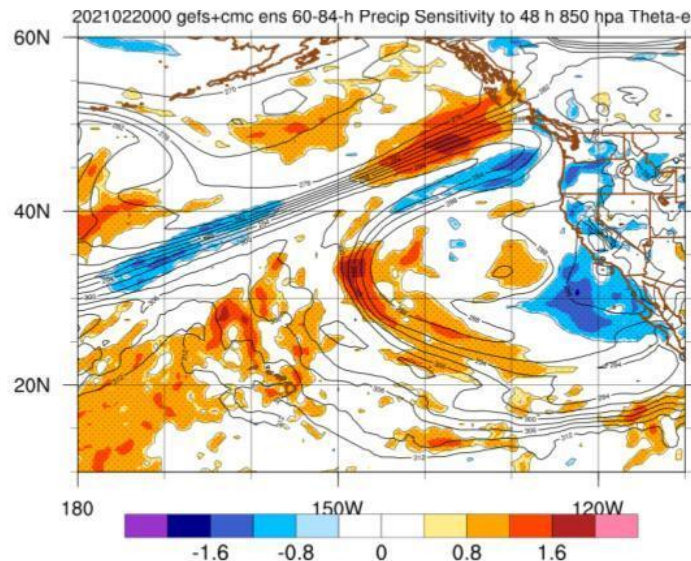 2021022000 gefs+cmc ens 60-84-h Precip Sensitivity to 48 h 850 hpa Theta-e
60N
40N
20N
180 150W 120W
-1.6 -0.8 0 0.8 1.6